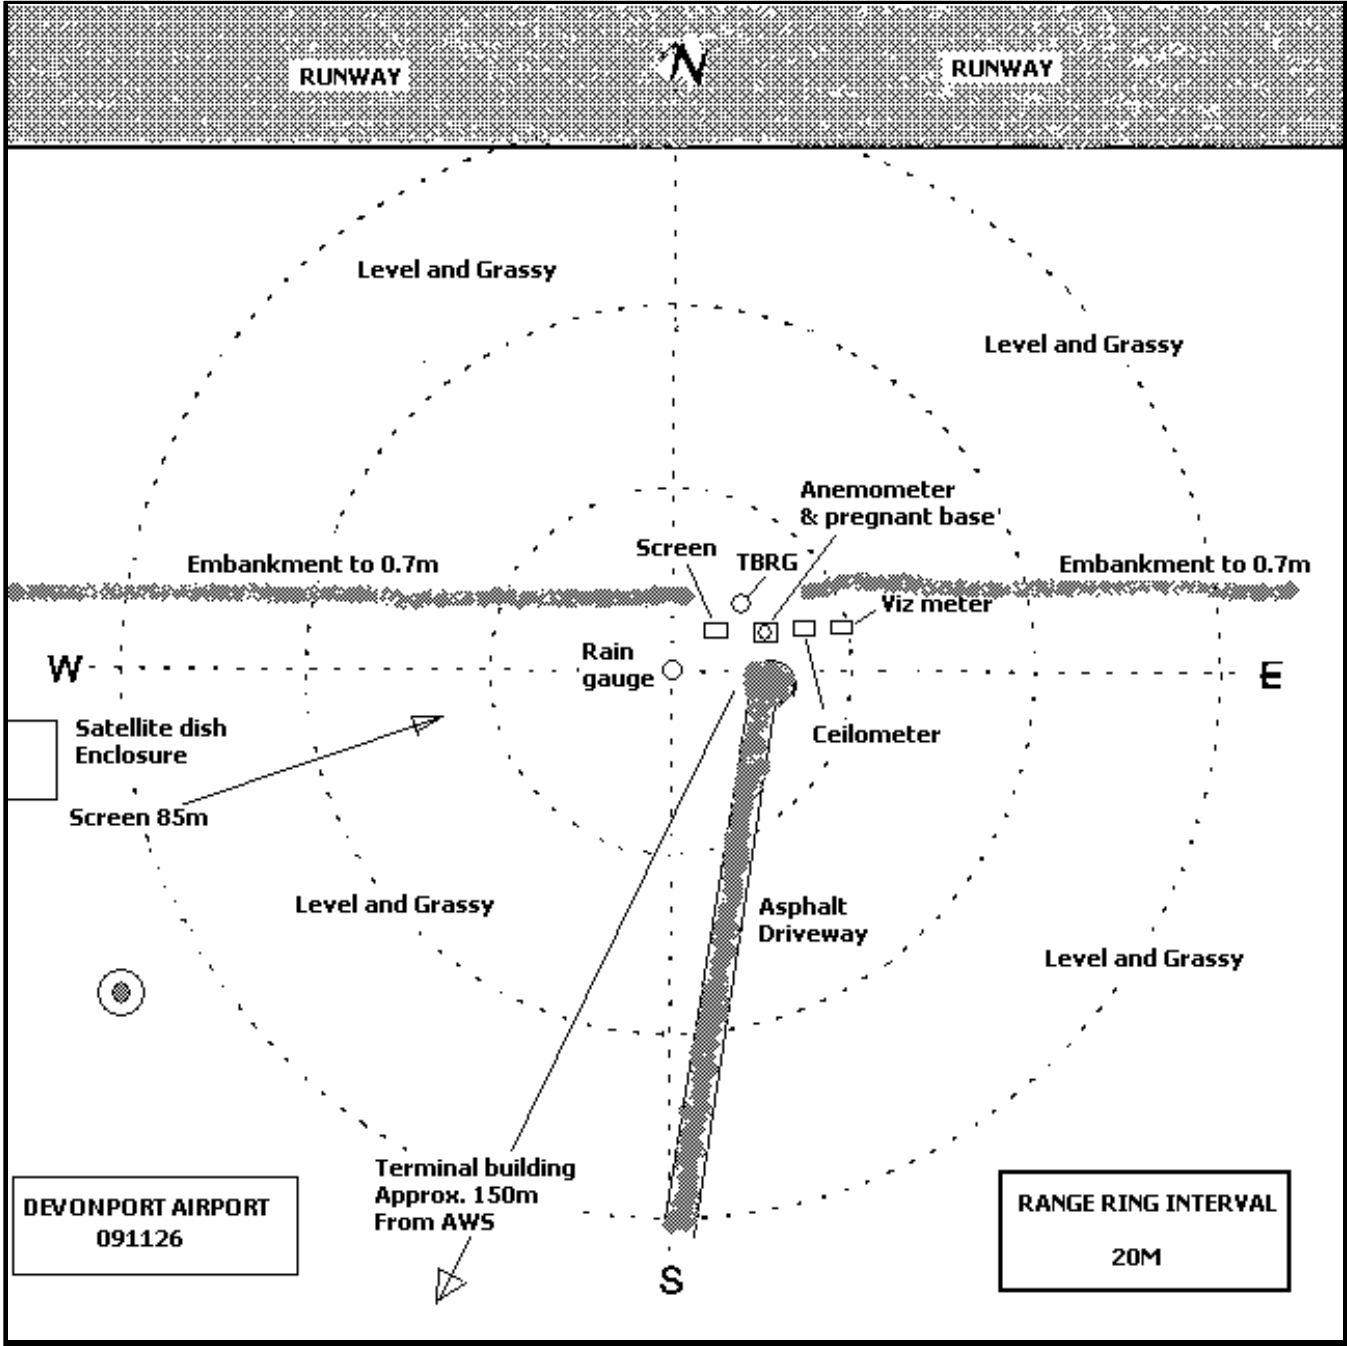 RUNWAY
N
RUNWAY
Level and Grassy
Level and Grassy
Anemometer
& pregnant base'
Screen
TBRG
Embankment to 0.7m
Embankment to 0.7m
Viz meter
Rain
gauge
W
E
Satellite dish
Enclosure
Ceilometer
Screen 85m
Level and Grassy
Asphalt
Driveway
Level and Grassy
Terminal building
Approx. 150m
From AWS
DEVONPORT AIRPORT
091126
RANGE RING INTERVAL
20M
S